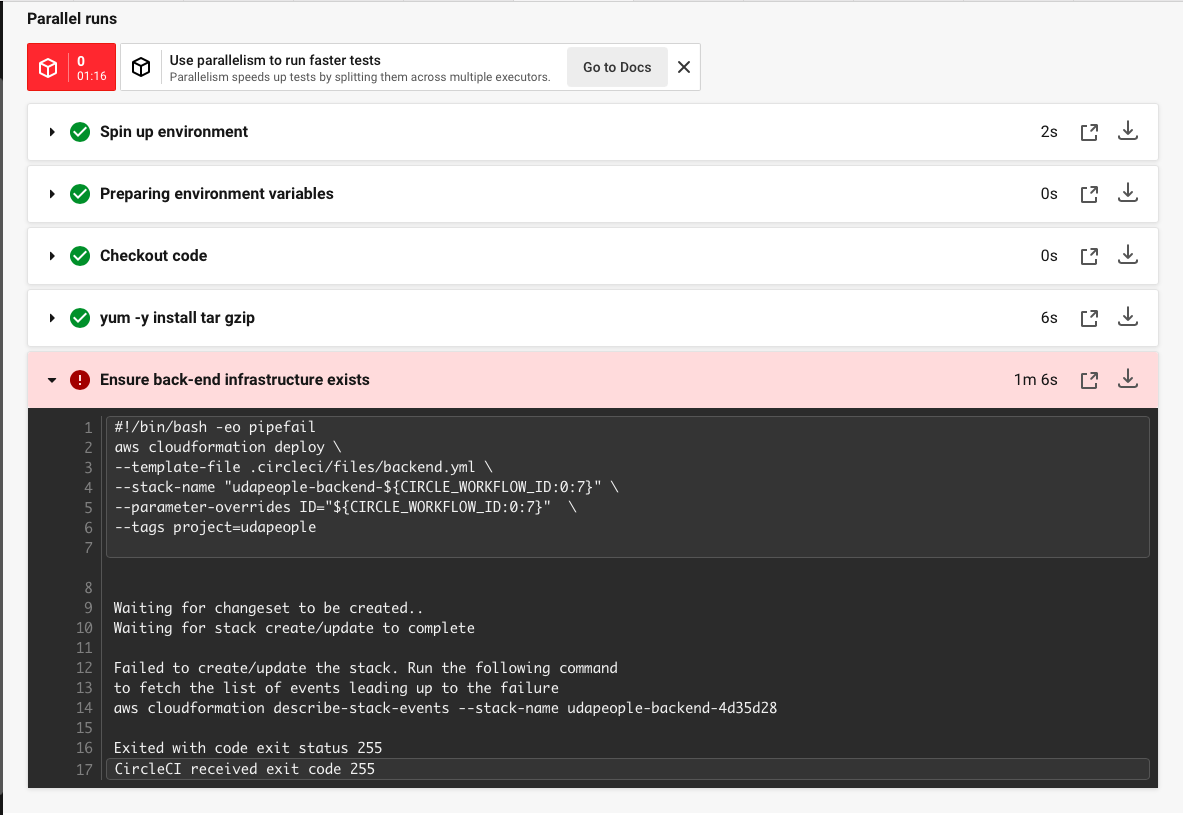 Parallel runs
0
01:16
Use parallelism to run faster tests
Parallelism speeds up tests by splitting them across multiple executors.
Go to Docs
Spin up environment
2s
Preparing environment variables
0s
Checkout code
0s
yum -y install tar gzip
6s
Ensure back-end infrastructure exists
1m 6s
1 #!/bin/bash -eo pipefail
2 aws cloudformation deploy \
3 --template-file .circleci/files/backend.yml \
4 --stack-name "udapeople-backend-${CIRCLE_WORKFLOW_ID:0:7}" \
5 --parameter-overrides ID="${CIRCLE_WORKFLOW_ID:0:7}"  \
6 --tags project=udapeople
7
8
9 Waiting for changeset to be created..
10 Waiting for stack create/update to complete
11
12 Failed to create/update the stack. Run the following command
13 to fetch the list of events leading up to the failure
14 aws cloudformation describe-stack-events --stack-name udapeople-backend-4d35d28
15
16 Exited with code exit status 255
17 CircleCI received exit code 255